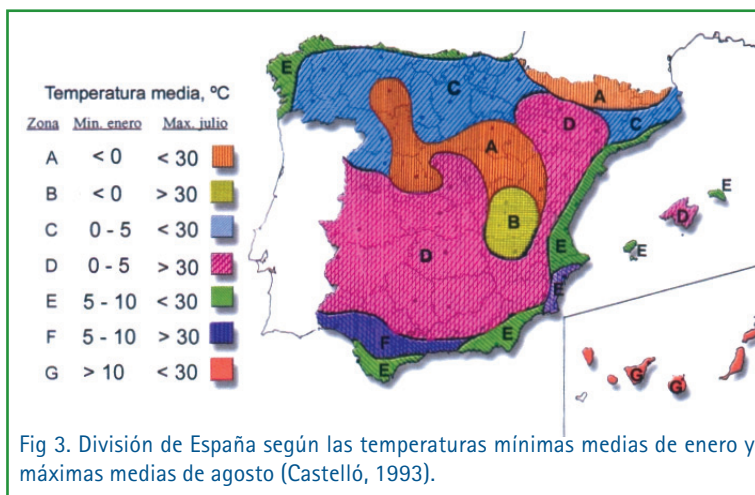 Temperatura media, ºC
Zona Min. enero Max. julio
A < 0 < 30
B < 0 > 30
C 0 - 5 < 30
D 0 - 5 > 30
E 5 - 10 < 30
F 5 - 10 > 30
G > 10 < 30
E
C
A
D
C
A
B
E
D
E
D
E
E
F
E
E
G
G
G
Fig 3. División de España según las temperaturas mínimas medias de enero y
máximas medias de agosto (Castelló, 1993).